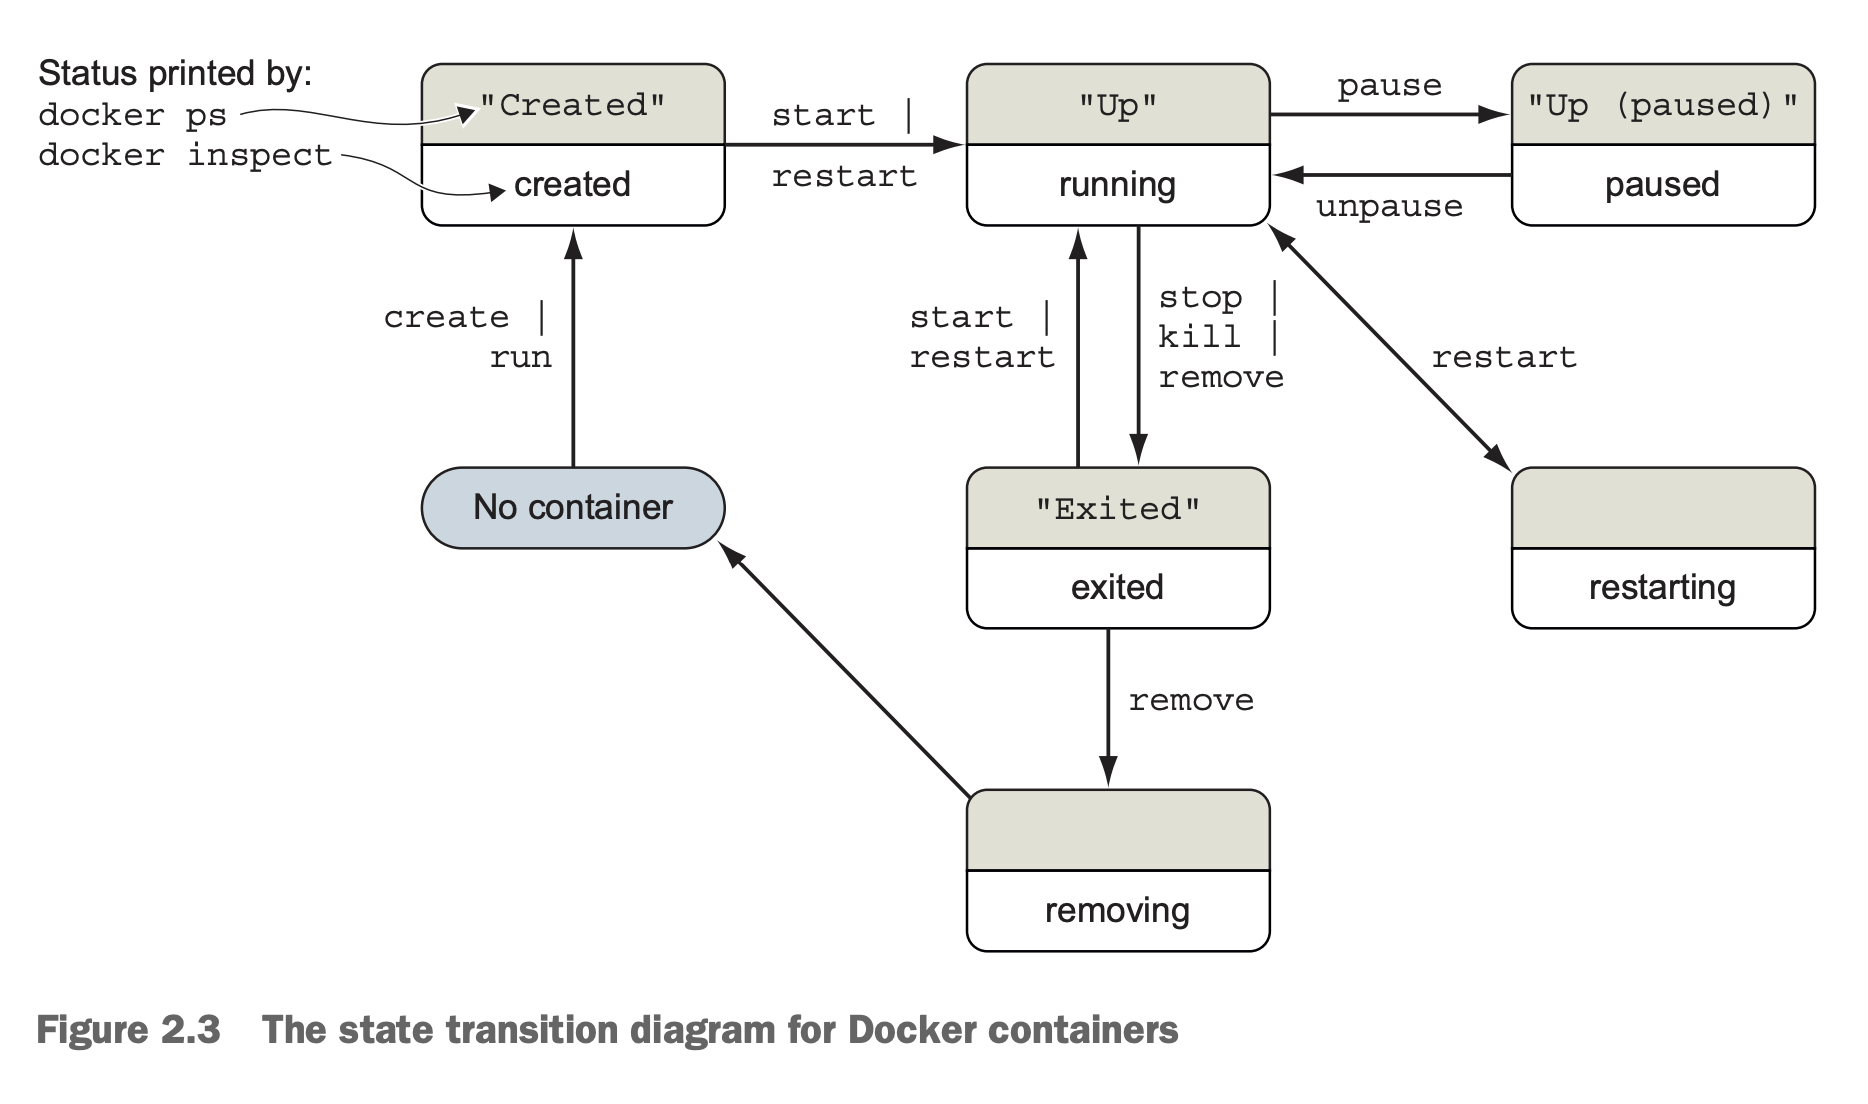 Status printed by:
docker ps
docker inspect
"Created"
created
start |
restart
"Up"
running
pause
unpause
"Up (paused)"
paused
create |
run
start |
restart
stop |
kill |
remove
restart
No container
"Exited"
exited
restarting
remove
removing
Figure 2.3 The state transition diagram for Docker containers